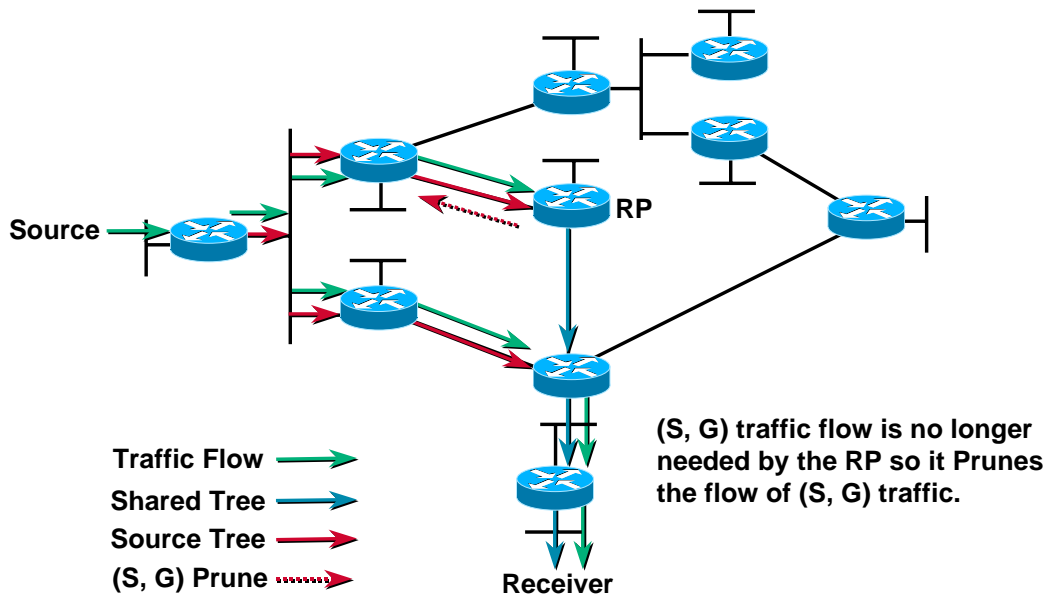 RP
Source
(S, G) traffic flow is no longer
needed by the RP so it Prunes
the flow of (S, G) traffic.
Traffic Flow
Shared Tree
Source Tree
(S, G) Prune
Receiver